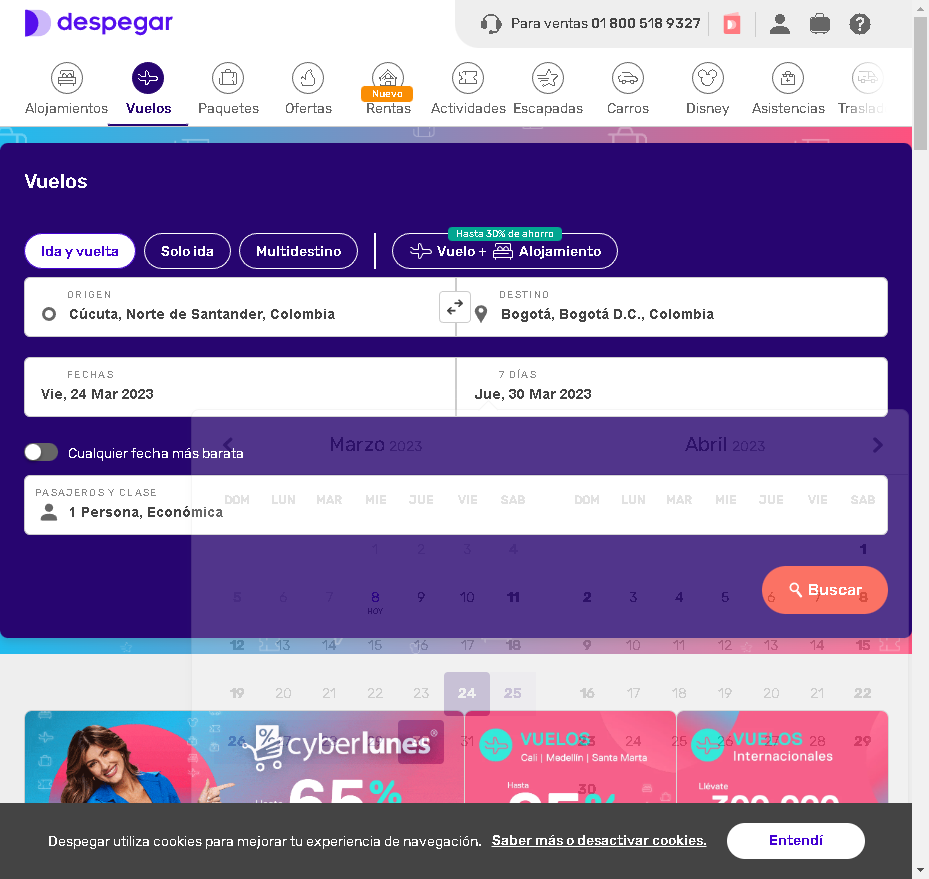 despegar
Para ventas 01 800 518 9327
Alojamientos
Vuelos
Paquetes
Ofertas
Nuevo
Rentas
Actividades
Escapadas
Carros
Disney
Asistencias
Traslad
Vuelos
Hasta 30% de ahorro
Ida y vuelta
Solo ida
Multidestino
Vuelo + Alojamiento
ORIGEN
Cúcuta, Norte de Santander, Colombia
DESTINO
Bogotá, Bogotá D.C., Colombia
FECHAS
Vie, 24 Mar 2023
7 DÍAS
Jue, 30 Mar 2023
Marzo 2023
Abril 2023
Cualquier fecha más barata
PASAJEROS Y CLASE
1 Persona, Económica
DOM LUN MAR MIE JUE VIE SAB
DOM LUN MAR MIE JUE VIE SAB
1 2 3 4
1
5 6 7 8 9 10 11
HOY
2 3 4 5 6 7 8
Buscar
12 13 14 15 16 17 18
9 10 11 12 13 14 15
19 20 21 22 23 24 25
16 17 18 19 20 21 22
26 31
23 24 25 26 27 28 29
30
cyberlunes®
Hasta
65%
VUELOS
Cali | Medellín | Santa Marta
Hasta
VUELOS
Internacionales
Llévate
Despegar utiliza cookies para mejorar tu experiencia de navegación.
Saber más o desactivar cookies.
Entendí